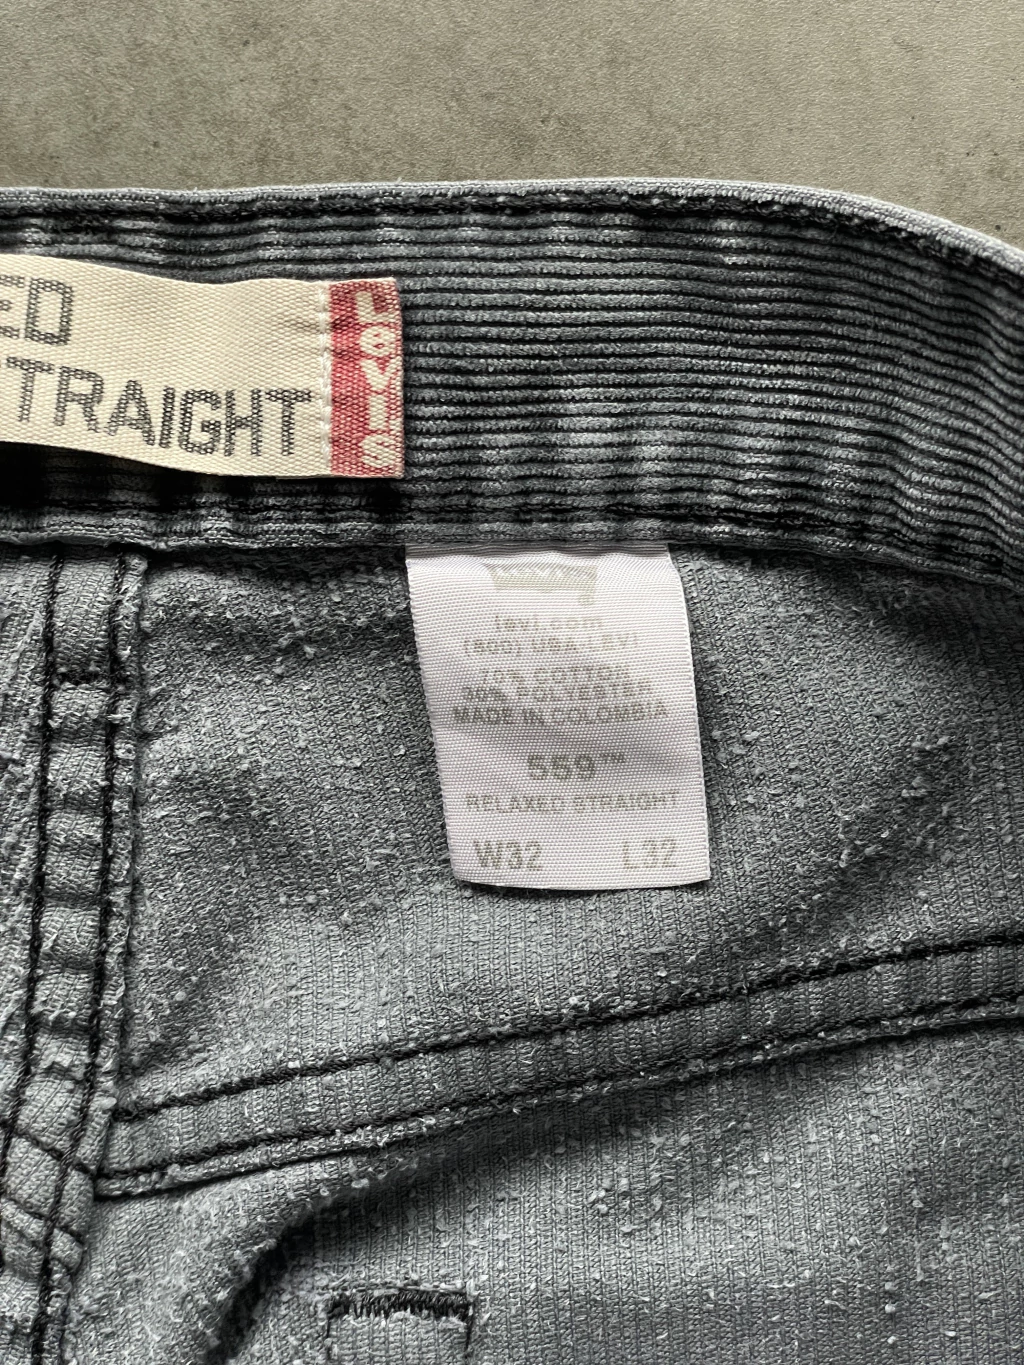 ED
TRAIGHT
LEVI'S
levi.com
(800) USA-LEVI
70% COTTON
30% POLYESTER
MADE IN COLOMBIA
559™
RELAXED STRAIGHT
W32 L32